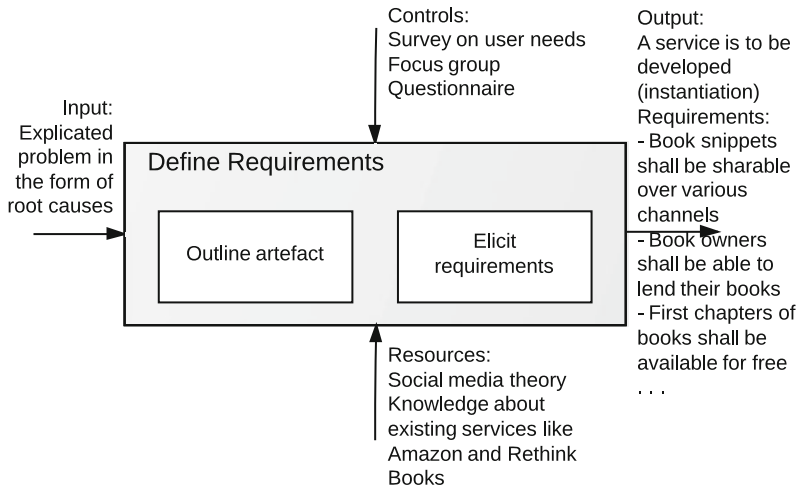 Input:
Explicated
problem in
the form of
root causes
Controls:
Survey on user needs
Focus group
Questionnaire
Define Requirements
Outline artefact
Elicit
requirements
Resources:
Social media theory
Knowledge about
existing services like
Amazon and Rethink
Books
Output:
A service is to be
developed
(instantiation)
Requirements:
- Book snippets
shall be sharable
over various
channels
- Book owners
shall be able to
lend their books
- First chapters of
books shall be
available for free
. . .